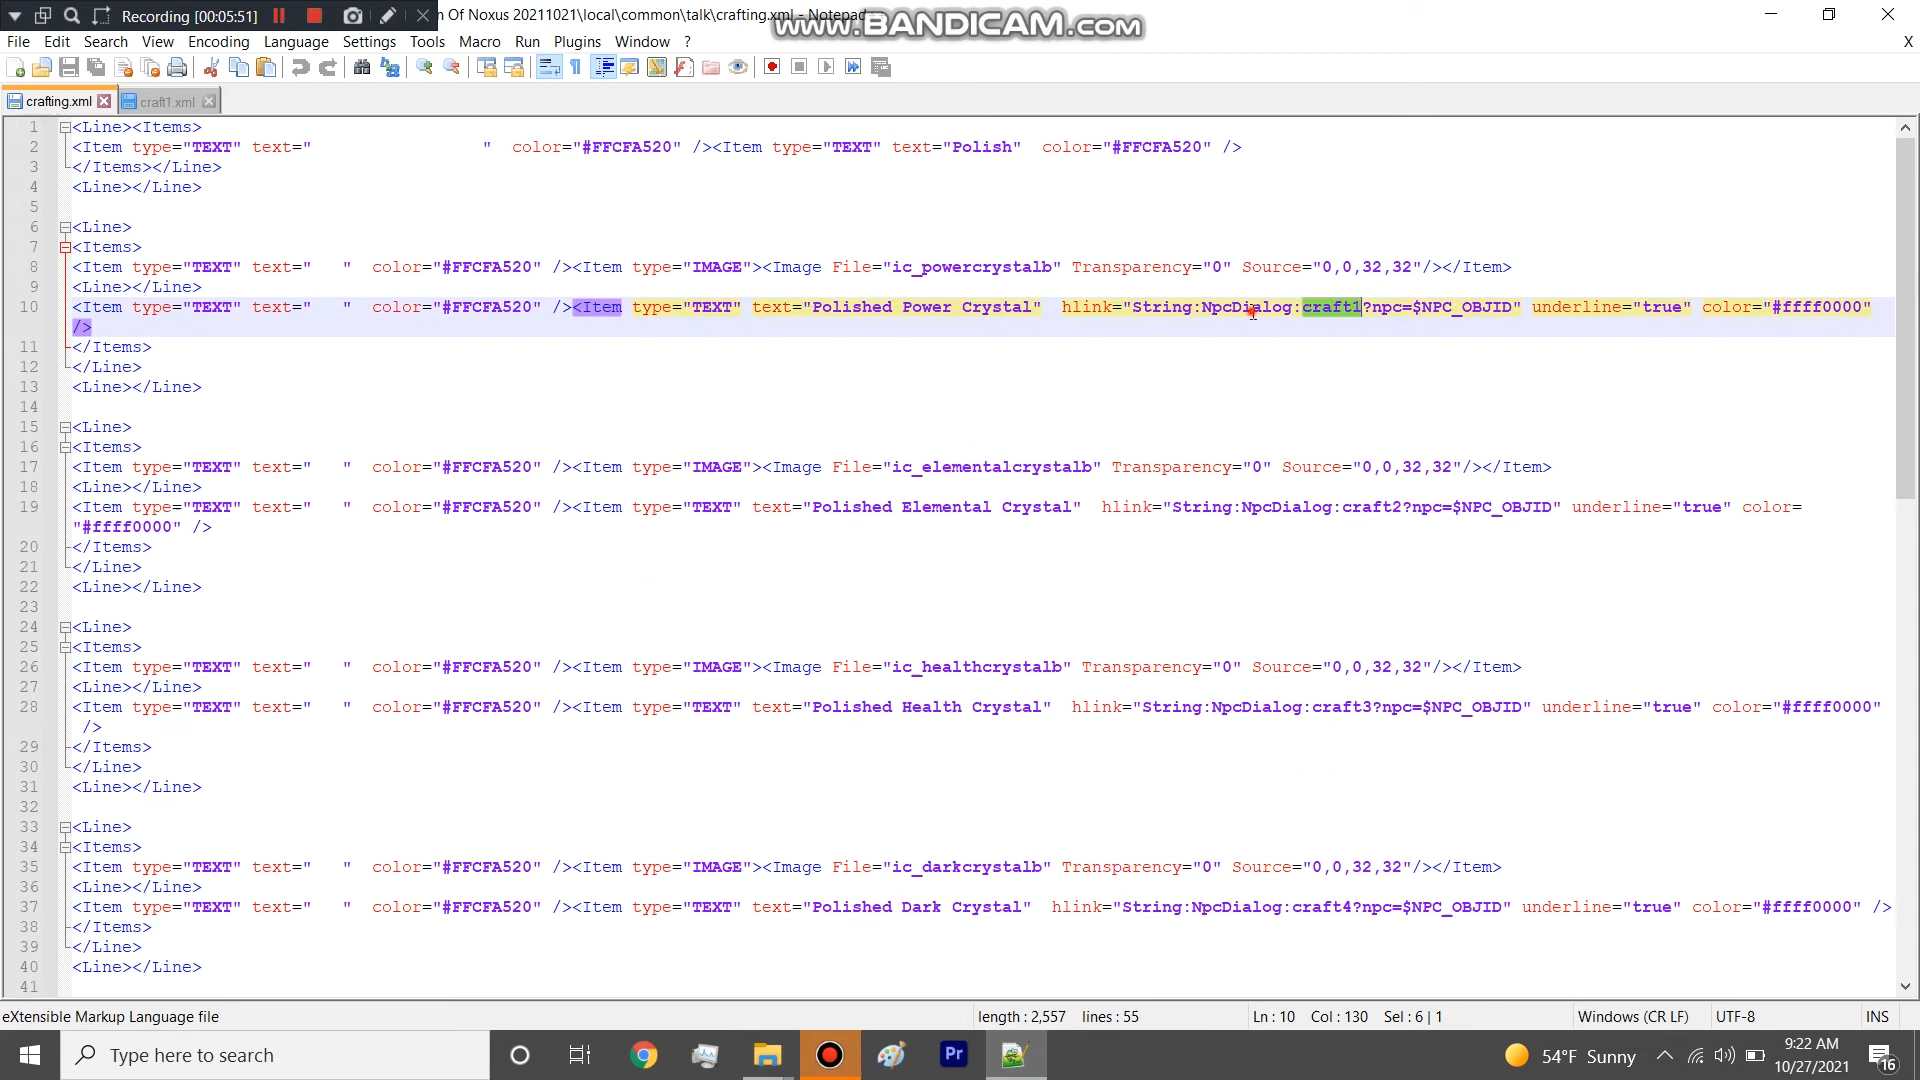 Recording [00:05:51]
n Of Noxus 20211021\local\common\talk\crafting.xml - Notepad
www.BANDICAM.com
File Edit Search View Encoding Language Settings Tools Macro Run Plugins Window ? X
crafting.xml craft1.xml
1 <Line><Items>
2 <Item type="TEXT" text="                 "  color="#FFCFA520" /><Item type="TEXT" text="Polish"  color="#FFCFA520" />
3 </Items></Line>
4 <Line></Line>
5
6 <Line>
7 <Items>
8 <Item type="TEXT" text="   "  color="#FFCFA520" /><Item type="IMAGE"><Image File="ic_powercrystalb" Transparency="0" Source="0,0,32,32"/></Item>
9 <Line></Line>
10 <Item type="TEXT" text="   "  color="#FFCFA520" /><Item type="TEXT" text="Polished Power Crystal"  hlink="String:NpcDialog:craft1?npc=$NPC_OBJID" underline="true" color="#ffff0000"
/>
11 </Items>
12 </Line>
13 <Line></Line>
14
15 <Line>
16 <Items>
17 <Item type="TEXT" text="   "  color="#FFCFA520" /><Item type="IMAGE"><Image File="ic_elementalcrystalb" Transparency="0" Source="0,0,32,32"/></Item>
18 <Line></Line>
19 <Item type="TEXT" text="   "  color="#FFCFA520" /><Item type="TEXT" text="Polished Elemental Crystal"  hlink="String:NpcDialog:craft2?npc=$NPC_OBJID" underline="true" color=
"#ffff0000" />
20 </Items>
21 </Line>
22 <Line></Line>
23
24 <Line>
25 <Items>
26 <Item type="TEXT" text="   "  color="#FFCFA520" /><Item type="IMAGE"><Image File="ic_healthcrystalb" Transparency="0" Source="0,0,32,32"/></Item>
27 <Line></Line>
28 <Item type="TEXT" text="   "  color="#FFCFA520" /><Item type="TEXT" text="Polished Health Crystal"  hlink="String:NpcDialog:craft3?npc=$NPC_OBJID" underline="true" color="#ffff0000"
/>
29 </Items>
30 </Line>
31 <Line></Line>
32
33 <Line>
34 <Items>
35 <Item type="TEXT" text="   "  color="#FFCFA520" /><Item type="IMAGE"><Image File="ic_darkcrystalb" Transparency="0" Source="0,0,32,32"/></Item>
36 <Line></Line>
37 <Item type="TEXT" text="   "  color="#FFCFA520" /><Item type="TEXT" text="Polished Dark Crystal"  hlink="String:NpcDialog:craft4?npc=$NPC_OBJID" underline="true" color="#ffff0000" />
38 </Items>
39 </Line>
40 <Line></Line>
41
eXtensible Markup Language file length : 2,557 lines : 55 Ln : 10 Col : 130 Sel : 6 | 1 Windows (CR LF) UTF-8 INS
Type here to search Pr 54°F Sunny 9:22 AM
10/27/2021 16